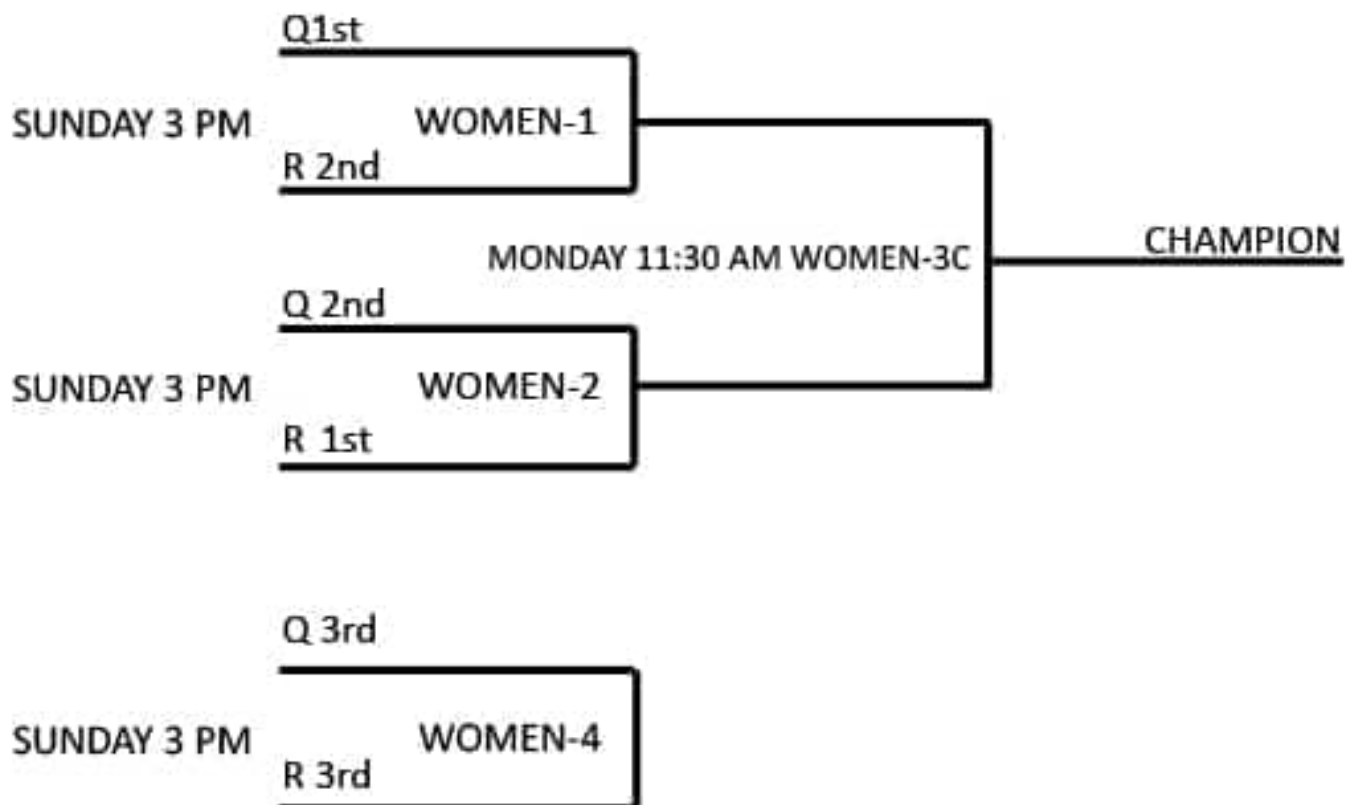 Q1st
SUNDAY 3 PM
WOMEN-1
R 2nd
MONDAY 11:30 AM WOMEN-3C
CHAMPION
Q 2nd
SUNDAY 3 PM
WOMEN-2
R 1st
Q 3rd
SUNDAY 3 PM
WOMEN-4
R 3rd